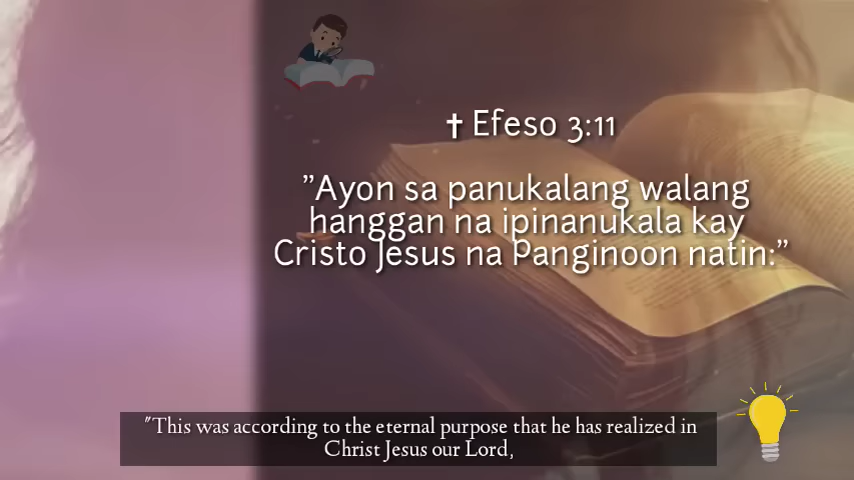 ✝ Efeso 3:11
”Ayon sa panukalang walang
hanggan na ipinanukala kay
Cristo Jesus na Panginoon natin:”
"This was according to the eternal purpose that he has realized in
Christ Jesus our Lord,